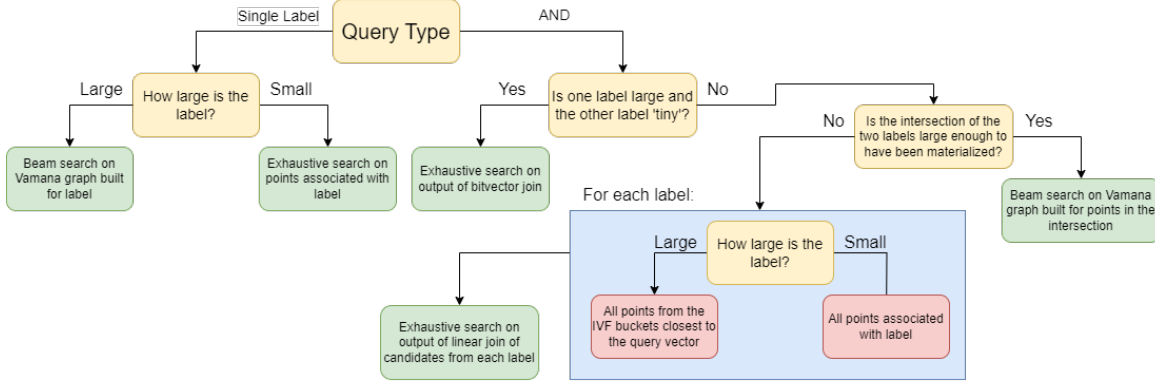 Single Label
AND
Query Type
Large
How large is the
label?
Small
Yes
Is one label large and
the other label 'tiny'?
No
No
Is the intersection of the
two labels large enough to
have been materialized?
Yes
Beam search on
Vamana graph built
for label
Exhaustive search on
points associated with
label
Exhaustive search on
output of bitvector join
Beam search on Vamana
graph built for points in the
intersection
For each label:
Large
How large is the
label?
Small
All points from the
IVF buckets closest to
the query vector
All points associated
with label
Exhaustive search on
output of linear join of
candidates from each label